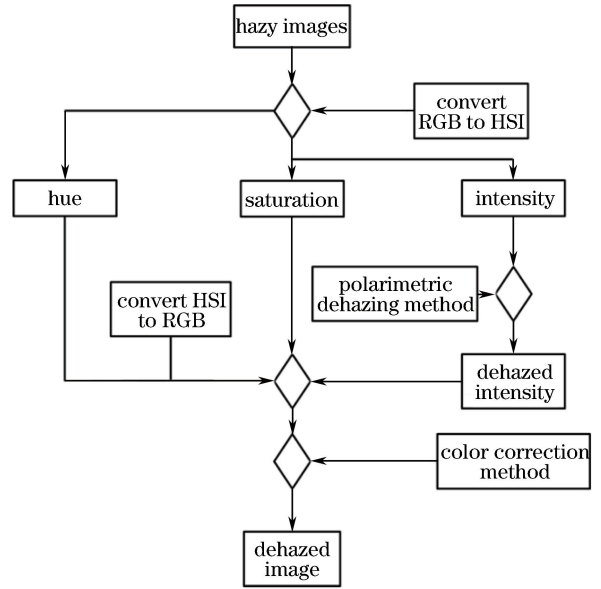 hazy images
convert
RGB to HSI
hue
saturation
intensity
convert HSI
to RGB
polarimetric
dehazing method
dehazed
intensity
color correction
method
dehazed
image